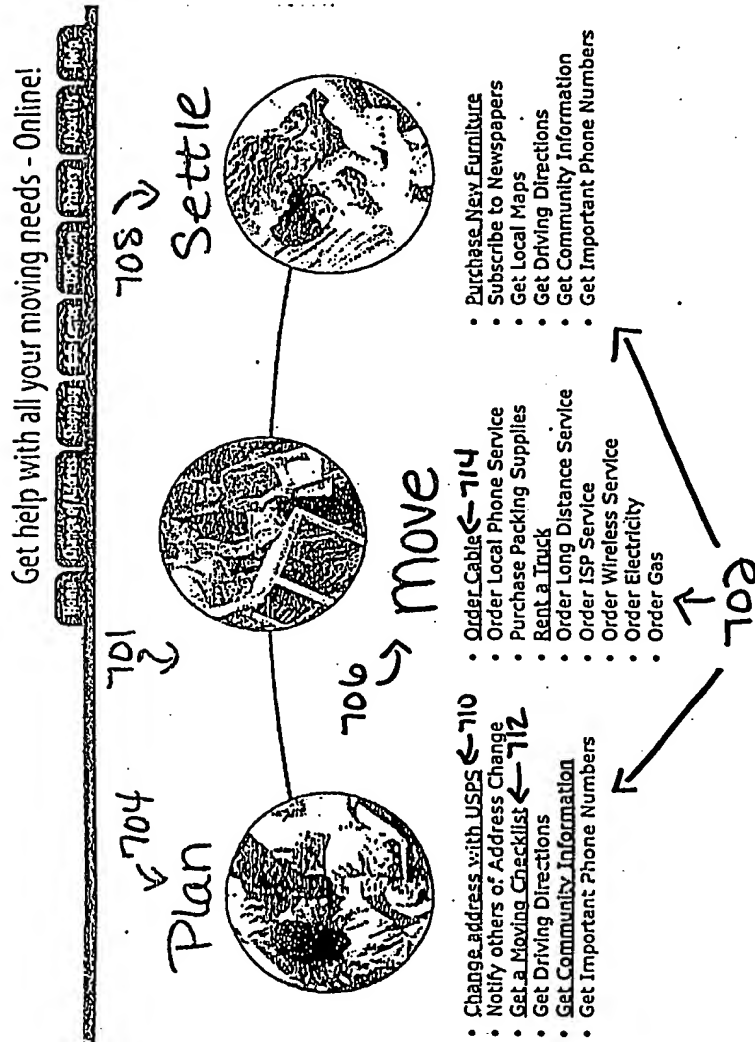 Get help with all your moving needs - Online!
704
701
708
Plan
706
Move
Settle
Change address with USPS 710
Notify others of Address Change
Get a Moving Checklist 712
Get Driving Directions
Get Community Information
Get Important Phone Numbers
Order Cable 714
Order Local Phone Service
Purchase Packing Supplies
Rent a Truck
Order Long Distance Service
Order ISP Service
Order Wireless Service
Order Electricity
Order Gas
Purchase New Furniture
Subscribe to Newspapers
Get Local Maps
Get Driving Directions
Get Community Information
Get Important Phone Numbers
702